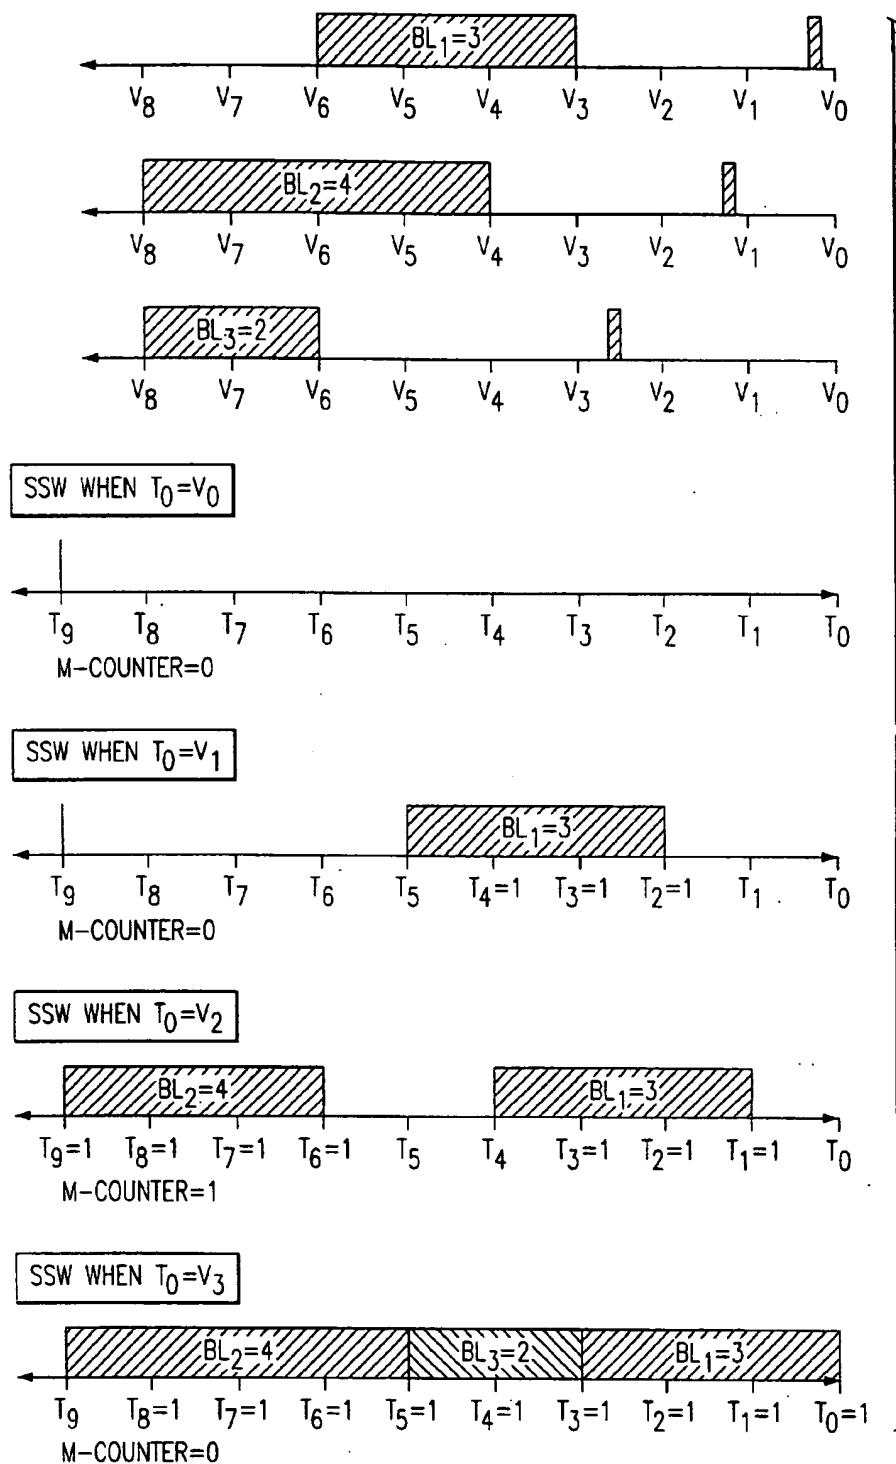 BL1=3
V8 V7 V6 V5 V4 V3 V2 V1 V0
BL2=4
V8 V7 V6 V5 V4 V3 V2 V1 V0
BL3=2
V8 V7 V6 V5 V4 V3 V2 V1 V0
SSW WHEN T0=V0
T9 T8 T7 T6 T5 T4 T3 T2 T1 T0
M-COUNTER=0
SSW WHEN T0=V1
BL1=3
T9 T8 T7 T6 T5 T4=1 T3=1 T2=1 T1 T0
M-COUNTER=0
SSW WHEN T0=V2
BL2=4 BL1=3
T9=1 T8=1 T7=1 T6=1 T5 T4 T3=1 T2=1 T1=1 T0
M-COUNTER=1
SSW WHEN T0=V3
BL2=4 BL3=2 BL1=3
T9 T8=1 T7=1 T6=1 T5=1 T4=1 T3=1 T2=1 T1=1 T0=1
M-COUNTER=0